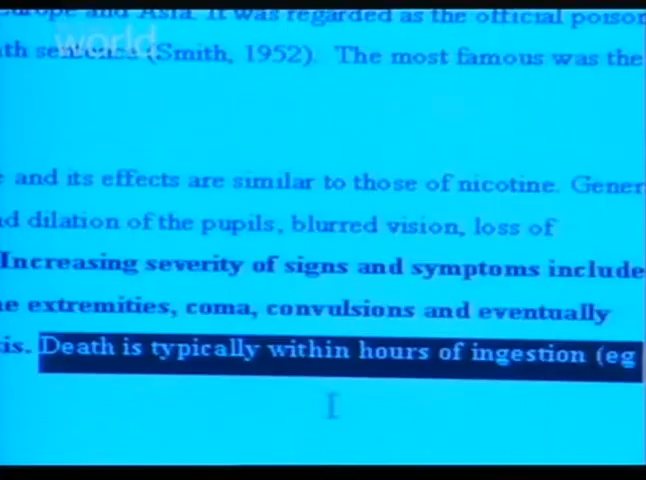 Europe and Asia. It was regarded as the official poison
world
sentence (Smith, 1952). The most famous was the
and its effects are similar to those of nicotine. Gener
dilation of the pupils, blurred vision, loss of
Increasing severity of signs and symptoms include
extremities, coma, convulsions and eventually
is. Death is typically within hours of ingestion (eg